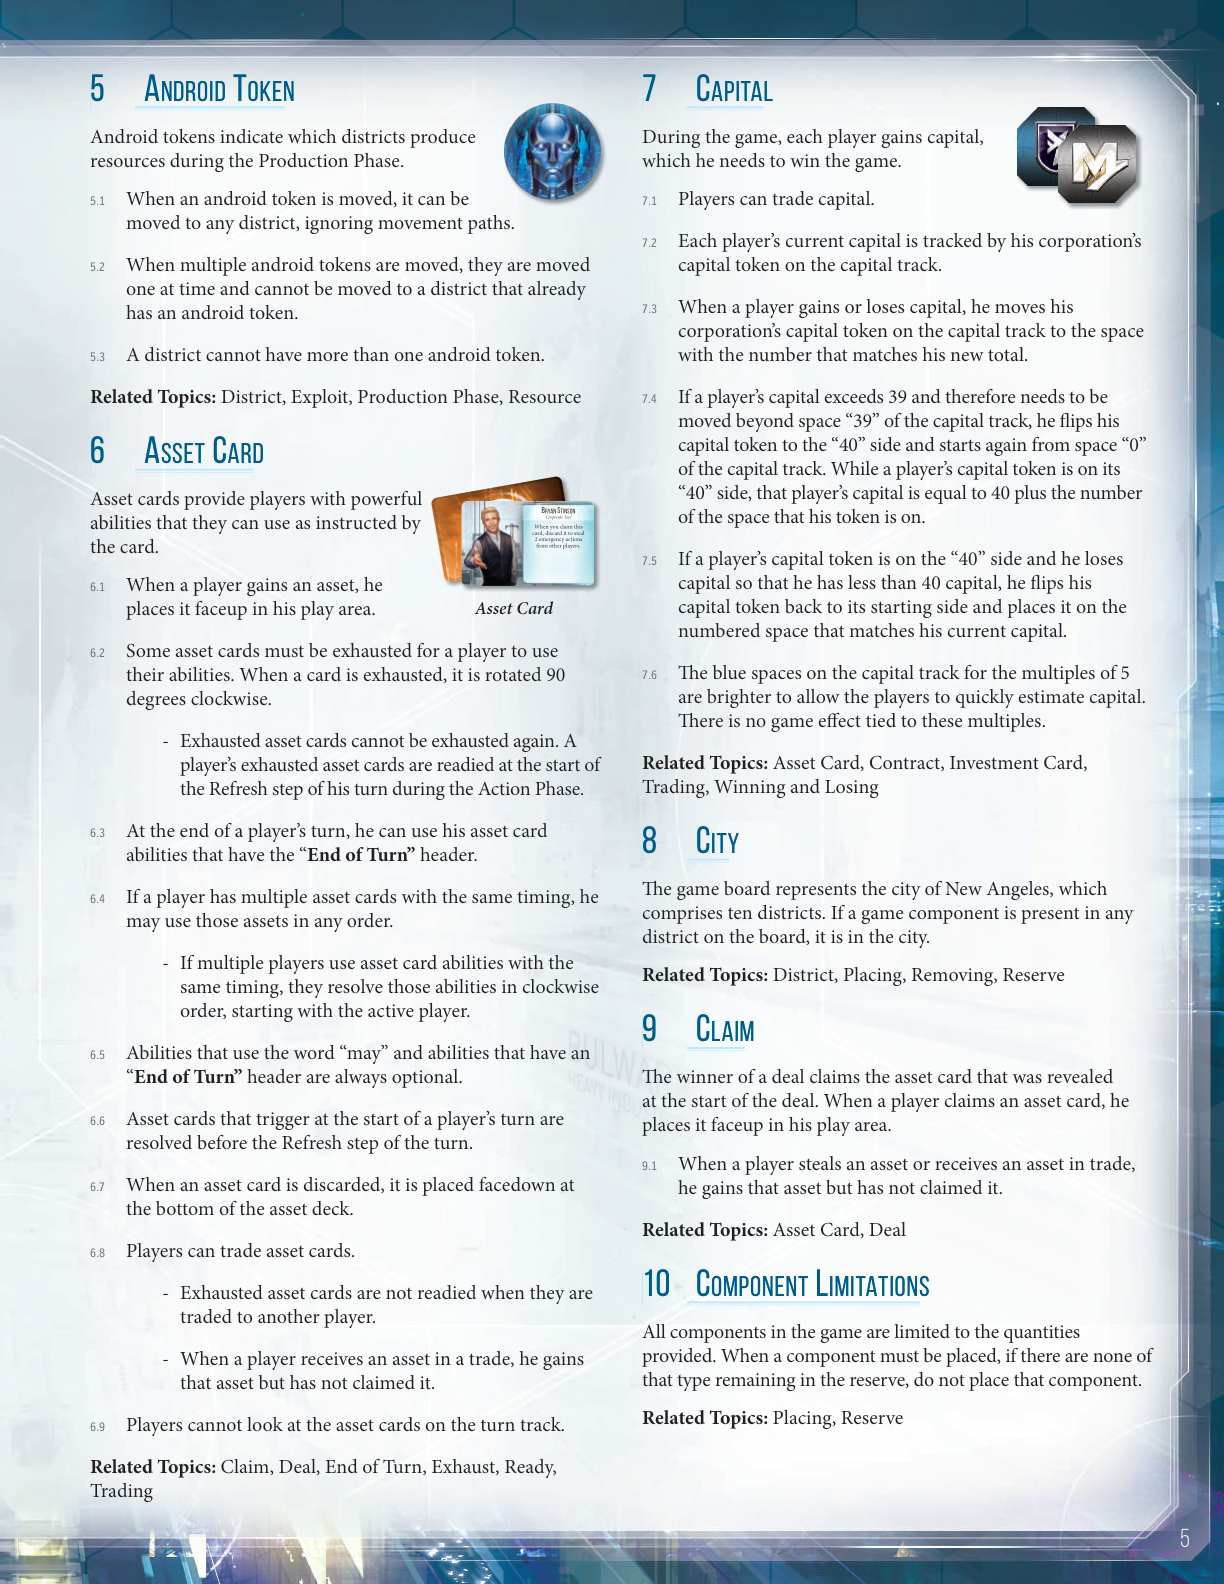 5 Android Token
Android tokens indicate which districts produce
resources during the Production Phase.
5.1 When an android token is moved, it can be
moved to any district, ignoring movement paths.
5.2 When multiple android tokens are moved, they are moved
one at time and cannot be moved to a district that already
has an android token.
5.3 A district cannot have more than one android token.
Related Topics: District, Exploit, Production Phase, Resource
6 Asset Card
Asset cards provide players with powerful
abilities that they can use as instructed by
the card.
Bryan Stinson
Corporate Tool
When you claim this
card, discard it to steal
2 emergency actions
from other players.
Asset Card
6.1 When a player gains an asset, he
places it faceup in his play area.
6.2 Some asset cards must be exhausted for a player to use
their abilities. When a card is exhausted, it is rotated 90
degrees clockwise.
- Exhausted asset cards cannot be exhausted again. A
player’s exhausted asset cards are readied at the start of
the Refresh step of his turn during the Action Phase.
6.3 At the end of a player’s turn, he can use his asset card
abilities that have the “End of Turn” header.
6.4 If a player has multiple asset cards with the same timing, he
may use those assets in any order.
- If multiple players use asset card abilities with the
same timing, they resolve those abilities in clockwise
order, starting with the active player.
6.5 Abilities that use the word “may” and abilities that have an
“End of Turn” header are always optional.
6.6 Asset cards that trigger at the start of a player’s turn are
resolved before the Refresh step of the turn.
6.7 When an asset card is discarded, it is placed facedown at
the bottom of the asset deck.
6.8 Players can trade asset cards.
- Exhausted asset cards are not readied when they are
traded to another player.
- When a player receives an asset in a trade, he gains
that asset but has not claimed it.
6.9 Players cannot look at the asset cards on the turn track.
Related Topics: Claim, Deal, End of Turn, Exhaust, Ready,
Trading
7 Capital
During the game, each player gains capital,
which he needs to win the game.
7.1 Players can trade capital.
7.2 Each player’s current capital is tracked by his corporation’s
capital token on the capital track.
7.3 When a player gains or loses capital, he moves his
corporation’s capital token on the capital track to the space
with the number that matches his new total.
7.4 If a player’s capital exceeds 39 and therefore needs to be
moved beyond space “39” of the capital track, he flips his
capital token to the “40” side and starts again from space “0”
of the capital track. While a player’s capital token is on its
“40” side, that player’s capital is equal to 40 plus the number
of the space that his token is on.
7.5 If a player’s capital token is on the “40” side and he loses
capital so that he has less than 40 capital, he flips his
capital token back to its starting side and places it on the
numbered space that matches his current capital.
7.6 The blue spaces on the capital track for the multiples of 5
are brighter to allow the players to quickly estimate capital.
There is no game effect tied to these multiples.
Related Topics: Asset Card, Contract, Investment Card,
Trading, Winning and Losing
8 City
The game board represents the city of New Angeles, which
comprises ten districts. If a game component is present in any
district on the board, it is in the city.
Related Topics: District, Placing, Removing, Reserve
9 Claim
The winner of a deal claims the asset card that was revealed
at the start of the deal. When a player claims an asset card, he
places it faceup in his play area.
9.1 When a player steals an asset or receives an asset in trade,
he gains that asset but has not claimed it.
Related Topics: Asset Card, Deal
10 Component Limitations
All components in the game are limited to the quantities
provided. When a component must be placed, if there are none of
that type remaining in the reserve, do not place that component.
Related Topics: Placing, Reserve
5